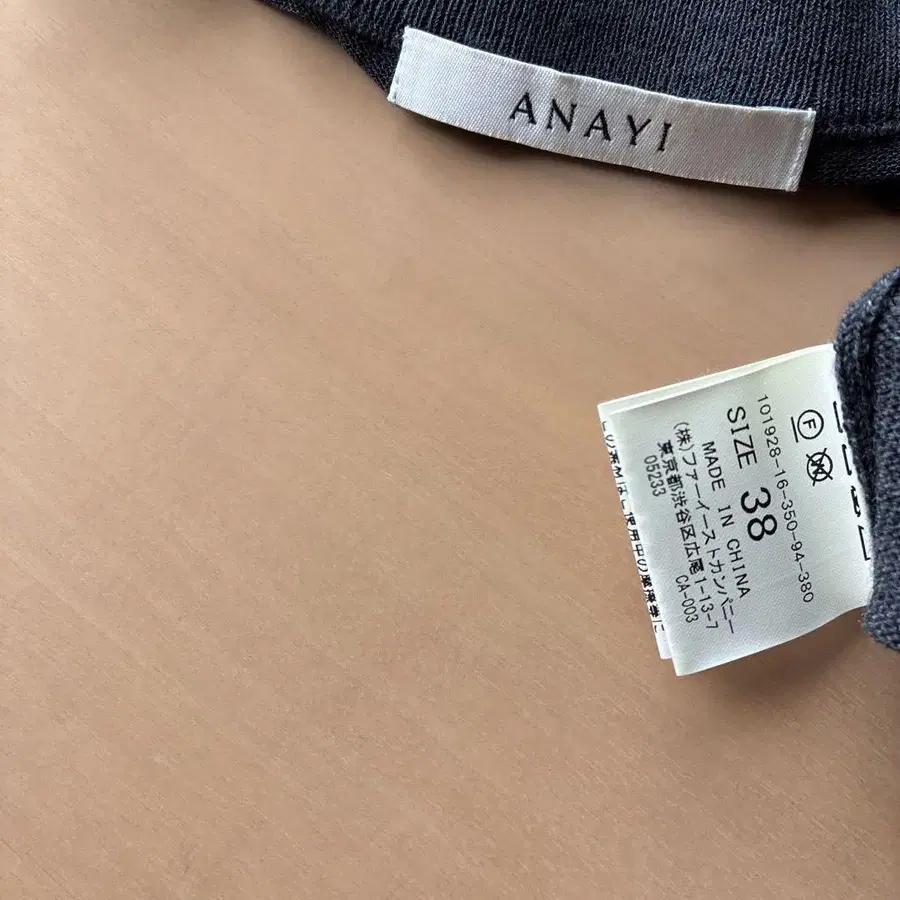 ANAYI
F
101928-16-350-94-380
SIZE 38
MADE IN CHINA
(株)ファーイーストカンパニー
東京都渋谷区広尾1-13-7
05233 CA-003